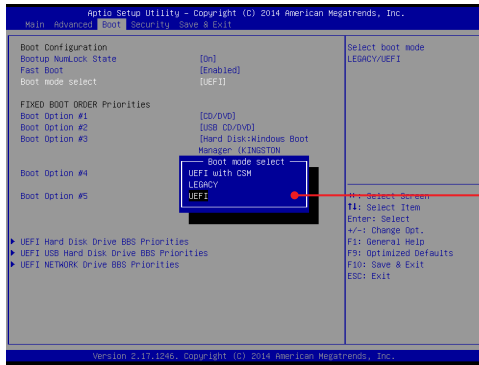 Aptio Setup Utility – Copyright (C) 2014 American Megatrends, Inc.
Main Advanced Boot Security Save & Exit
Boot Configuration
Bootup NumLock State [On]
Fast Boot [Enabled]
Boot mode select [UEFI]
FIXED BOOT ORDER Priorities
Boot Option #1 [CD/DVD]
Boot Option #2 [USB CD/DVD]
Boot Option #3 [Hard Disk:Windows Boot
Manager (KINGSTON
Boot mode select
Boot Option #4 UEFI with CSM
LEGACY
Boot Option #5 UEFI
UEFI Hard Disk Drive BBS Priorities
UEFI USB Hard Disk Drive BBS Priorities
UEFI NETWORK Drive BBS Priorities
Select boot mode
LEGACY/UEFI
↔: Select Screen
↑↓: Select Item
Enter: Select
+/-: Change Opt.
F1: General Help
F9: Optimized Defaults
F10: Save & Exit
ESC: Exit
Version 2.17.1246. Copyright (C) 2014 American Megatrends, Inc.